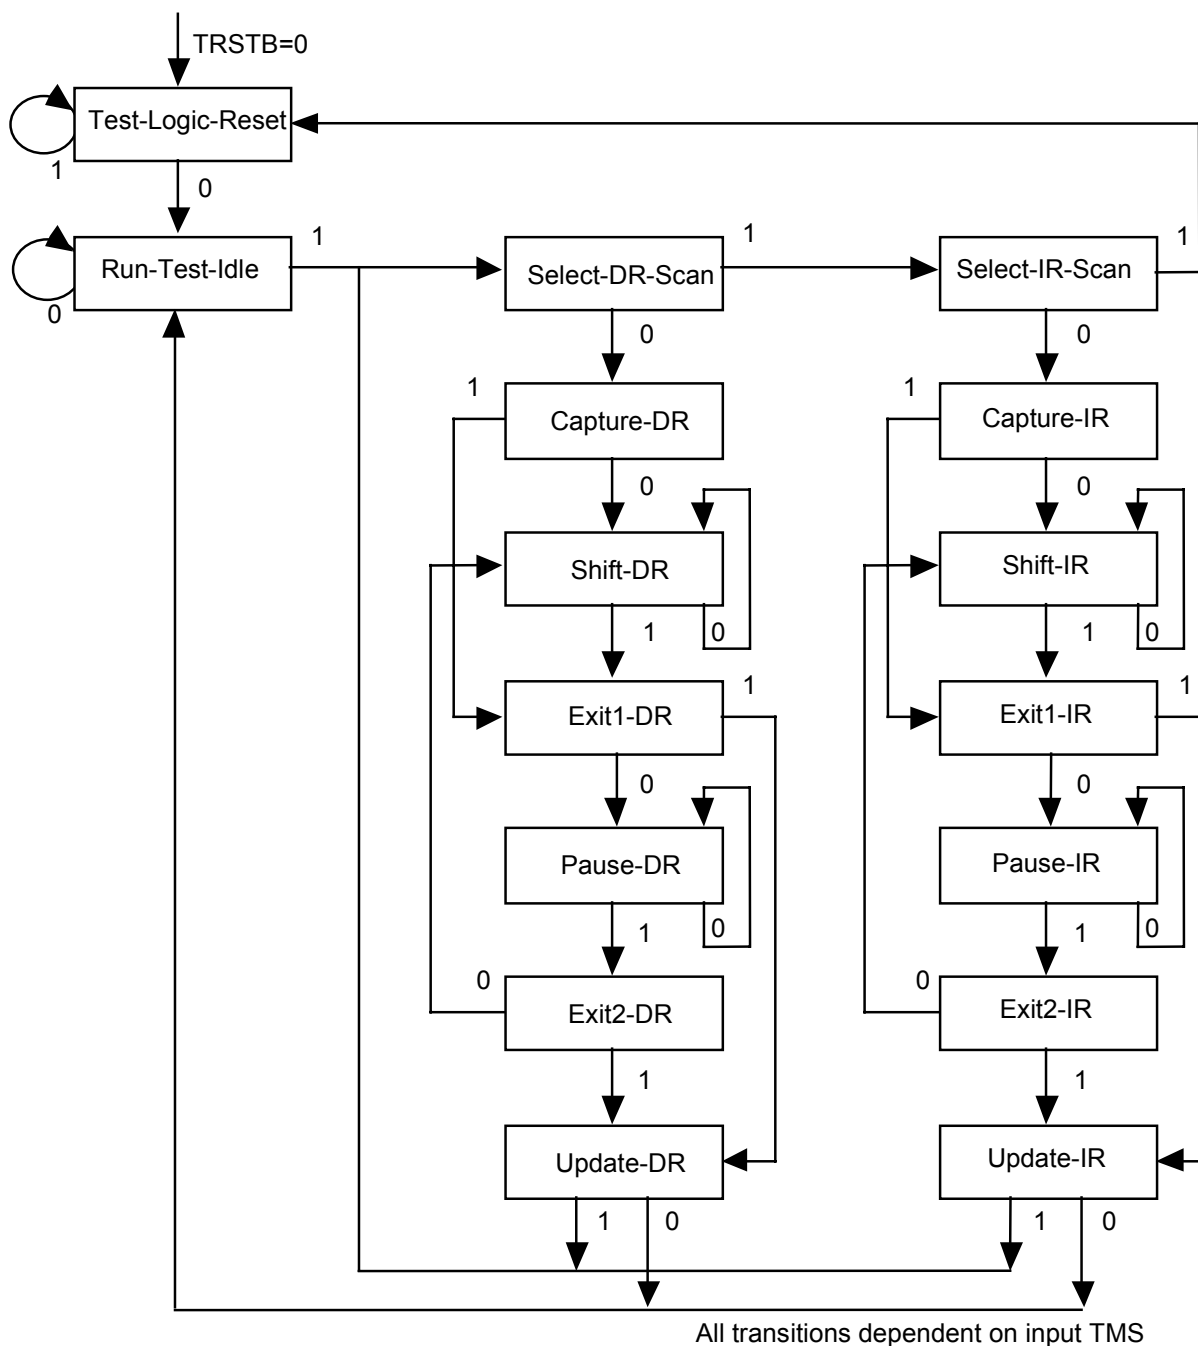 TRSTB=0
Test-Logic-Reset
1
0
Run-Test-Idle
1
0
Select-DR-Scan
1
Select-IR-Scan
1
0
0
1
Capture-DR
1
Capture-IR
0
0
Shift-DR
Shift-IR
1
0
1
0
Exit1-DR
1
Exit1-IR
1
0
0
Pause-DR
Pause-IR
1
0
1
0
0
Exit2-DR
0
Exit2-IR
1
1
Update-DR
Update-IR
1
0
1
0
All transitions dependent on input TMS